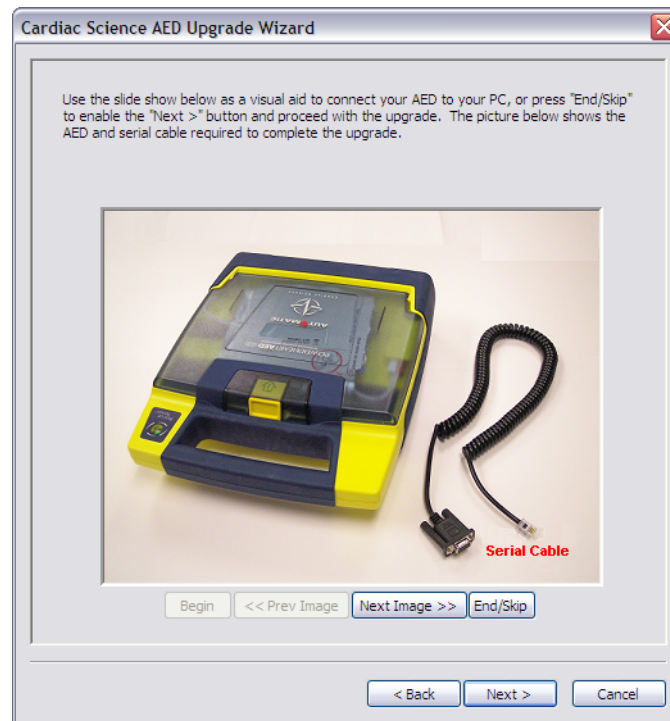 Cardiac Science AED Upgrade Wizard
Use the slide show below as a visual aid to connect your AED to your PC, or press "End/Skip"
to enable the "Next >" button and proceed with the upgrade.  The picture below shows the
AED and serial cable required to complete the upgrade.
AUTOMATIC
POWERHEART AED G3
Serial Cable
Begin
<< Prev Image
Next Image >>
End/Skip
< Back
Next >
Cancel